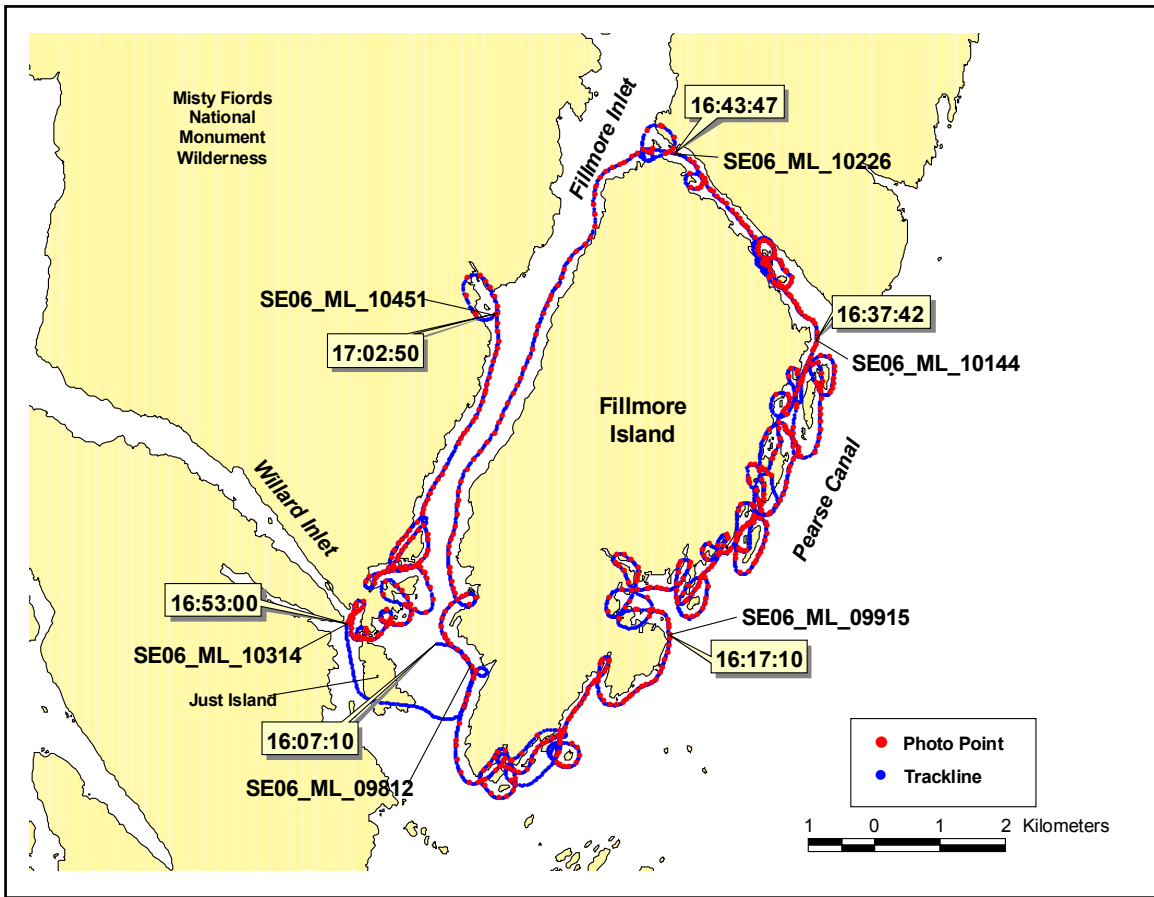 Misty Fiords
National
Monument
Wilderness
Fillmore Inlet
16:43:47
SE06_ML_10226
SE06_ML_10451
17:02:50
16:37:42
SE06_ML_10144
Fillmore
Island
Willard Inlet
Pearse Canal
16:53:00
SE06_ML_10314
SE06_ML_09915
16:17:10
Just Island
16:07:10
SE06_ML_09812
Photo Point
Trackline
1 0 1 2 Kilometers